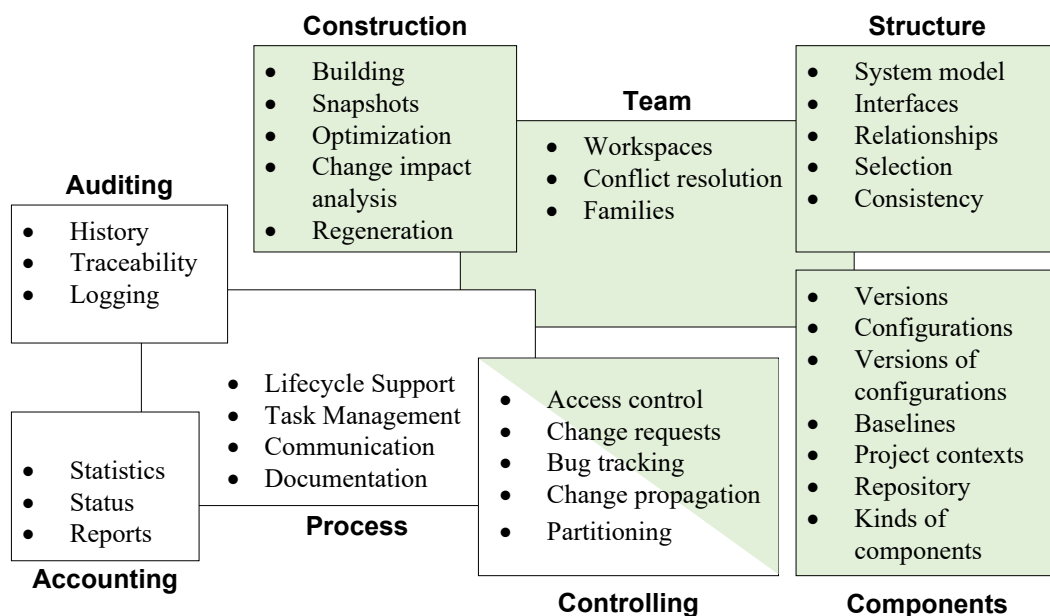 Construction
• Building
• Snapshots
• Optimization
• Change impact
analysis
• Regeneration
Team
• Workspaces
• Conflict resolution
• Families
Structure
• System model
• Interfaces
• Relationships
• Selection
• Consistency
Auditing
• History
• Traceability
• Logging
• Lifecycle Support
• Task Management
• Communication
• Documentation
Process
• Access control
• Change requests
• Bug tracking
• Change propagation
• Partitioning
Controlling
• Versions
• Configurations
• Versions of
configurations
• Baselines
• Project contexts
• Repository
• Kinds of
components
Components
• Statistics
• Status
• Reports
Accounting